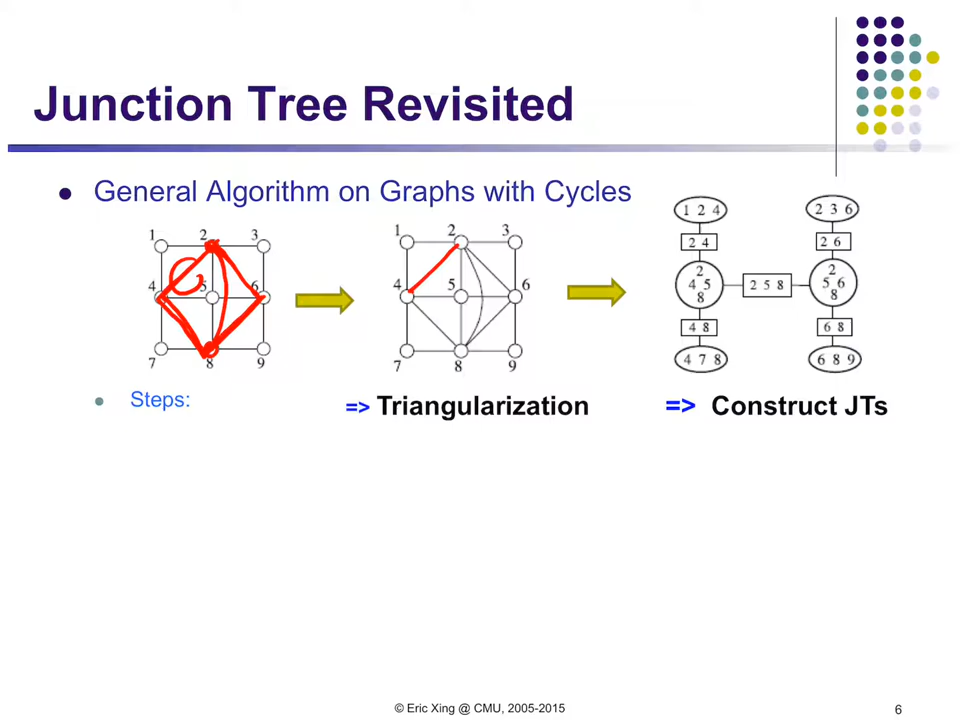 Junction Tree Revisited
General Algorithm on Graphs with Cycles
1 2 3
4 5 6
7 8 9
1 2 3
4 5 6
7 8 9
1 2 4
2 3 6
2 4
2 6
2
4 5
8
2 5 8
2
5 6
8
4 8
6 8
4 7 8
6 8 9
Steps:
=> Triangularization
=> Construct JTs
© Eric Xing @ CMU, 2005-2015
6